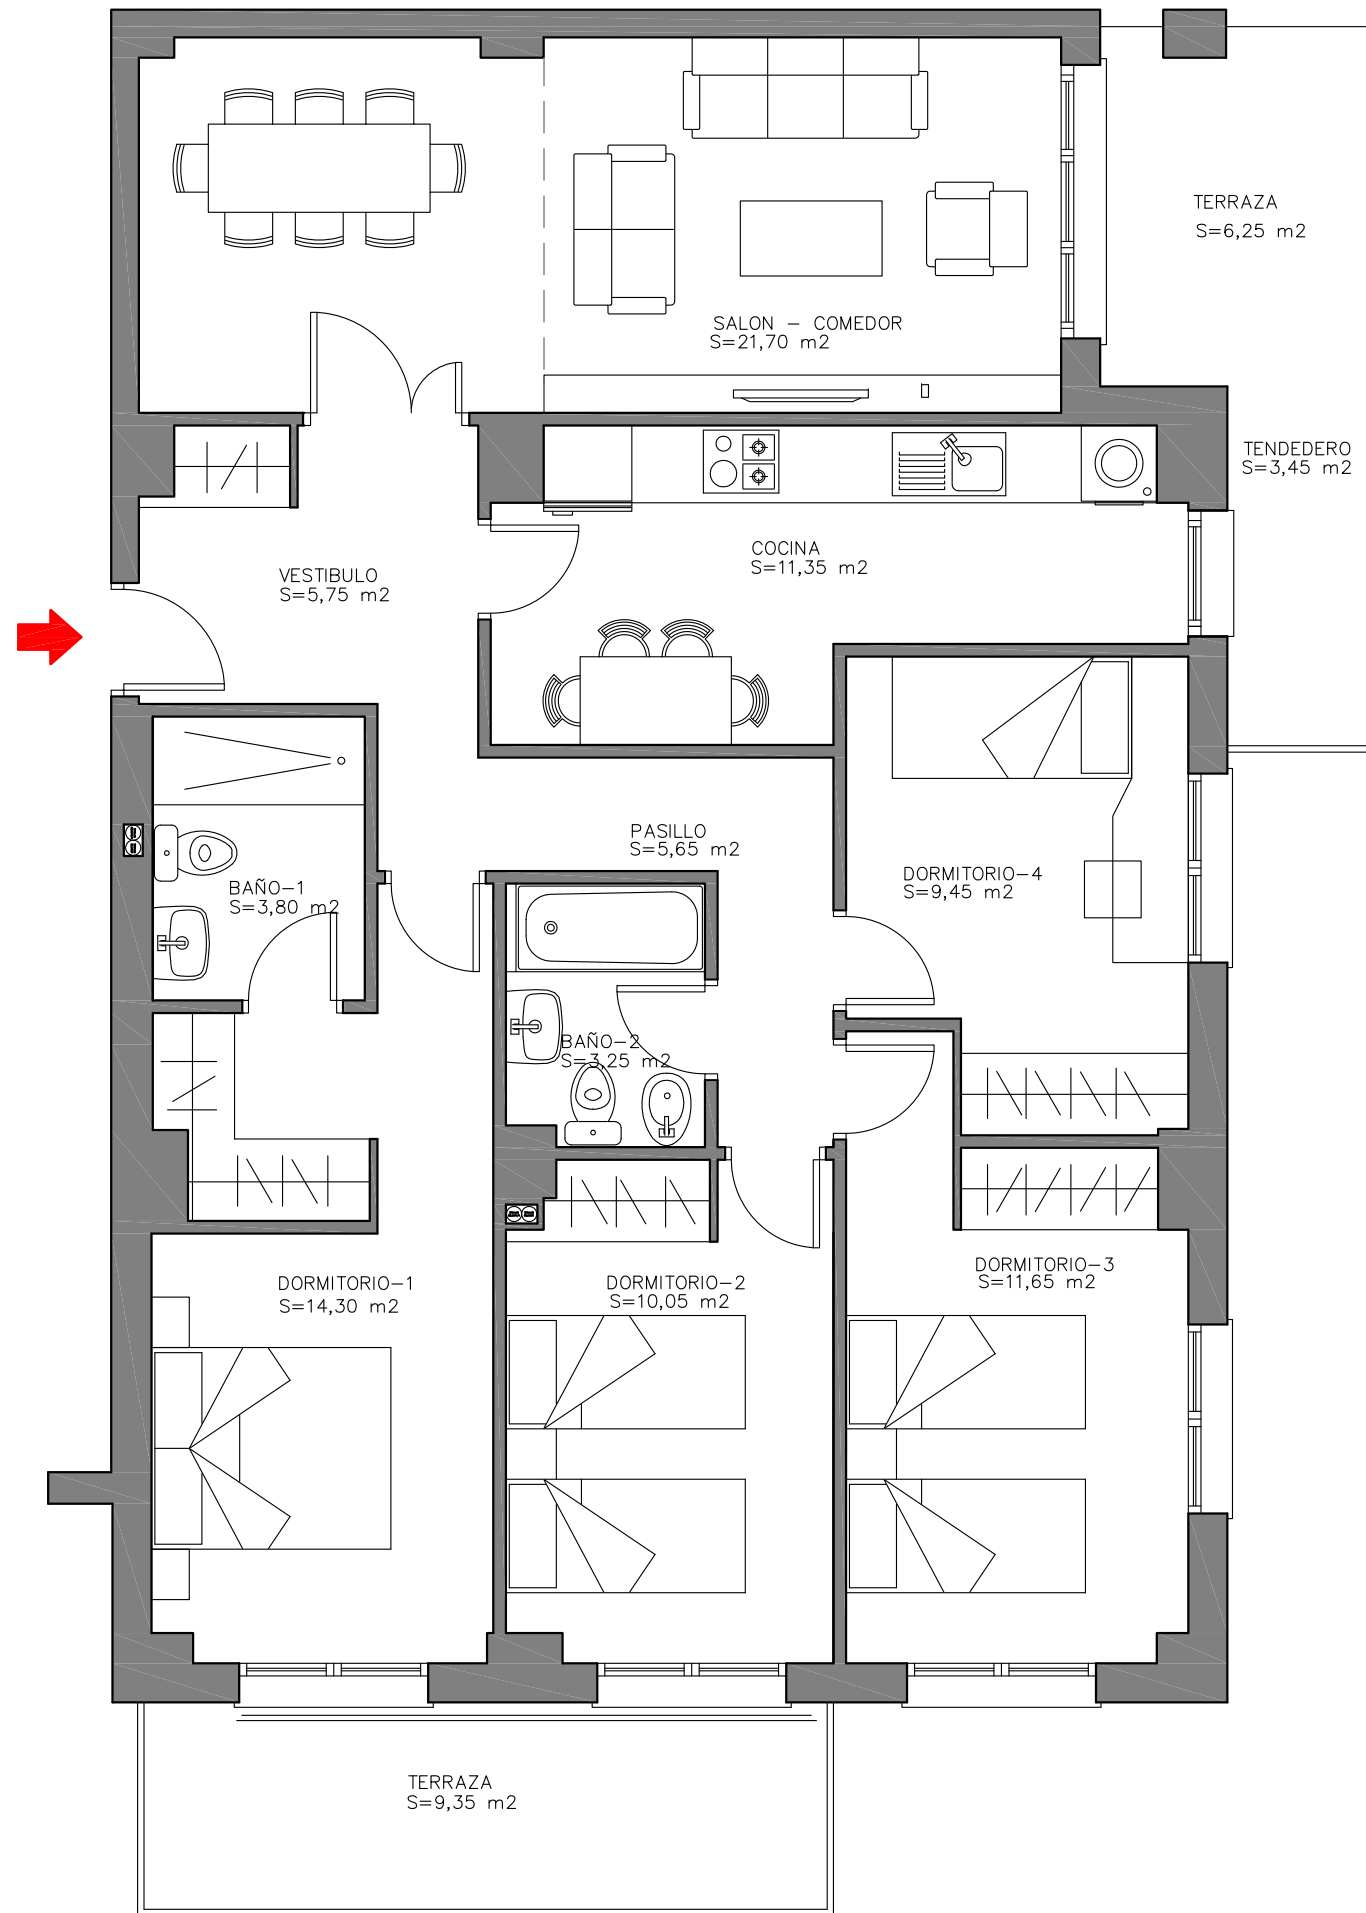 TERRAZA
S=6,25 m2
SALON - COMEDOR
S=21,70 m2
TENDEDERO
S=3,45 m2
COCINA
S=11,35 m2
VESTIBULO
S=5,75 m2
PASILLO
S=5,65 m2
DORMITORIO-4
S=9,45 m2
BAÑO-1
S=3,80 m2
BAÑO-2
S=3,25 m2
DORMITORIO-3
S=11,65 m2
DORMITORIO-1
S=14,30 m2
DORMITORIO-2
S=10,05 m2
TERRAZA
S=9,35 m2